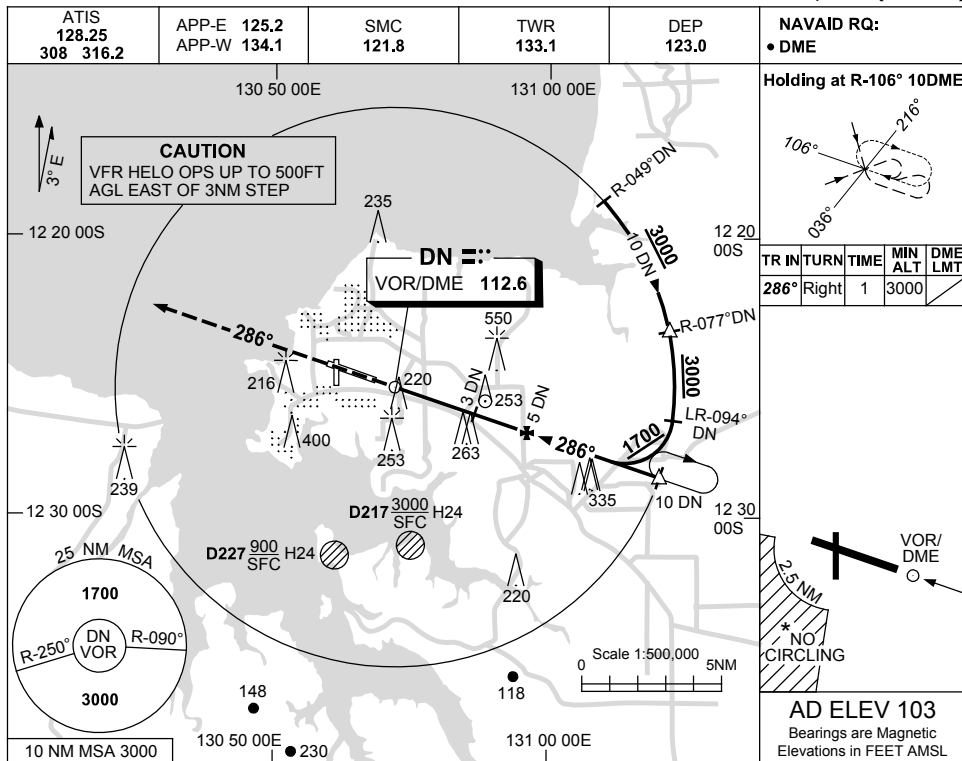 ATIS
128.25
308 316.2
APP-E 125.2
APP-W 134.1
SMC
121.8
TWR
133.1
DEP
123.0
NAVAID RQ:
• DME
130 50 00E
131 00 00E
3° E
CAUTION
VFR HELO OPS UP TO 500FT
AGL EAST OF 3NM STEP
235
R-049°DN
12 20 00S
12 20
00S
10 DN
3000
DN
VOR/DME 112.6
R-077°DN
550
286°
216
220
3 DN
253
5 DN
3000
LR-094°
DN
400
253
263
286°
1700
239
335
10 DN
12 30 00S
12 30
00S
D217 3000
SFC H24
D227 900
SFC H24
220
25 NM MSA
1700
R-250°
DN
VOR
R-090°
3000
Scale 1:500,000
0
5NM
148
118
10 NM MSA 3000
130 50 00E
230
131 00 00E
Holding at R-106° 10DME
216°
106°
036°
TR IN TURN TIME MIN
ALT DME
LMT
286° Right 1 3000
VOR/
DME
2.5 NM
*
NO
CIRCLING
AD ELEV 103
Bearings are Magnetic
Elevations in FEET AMSL